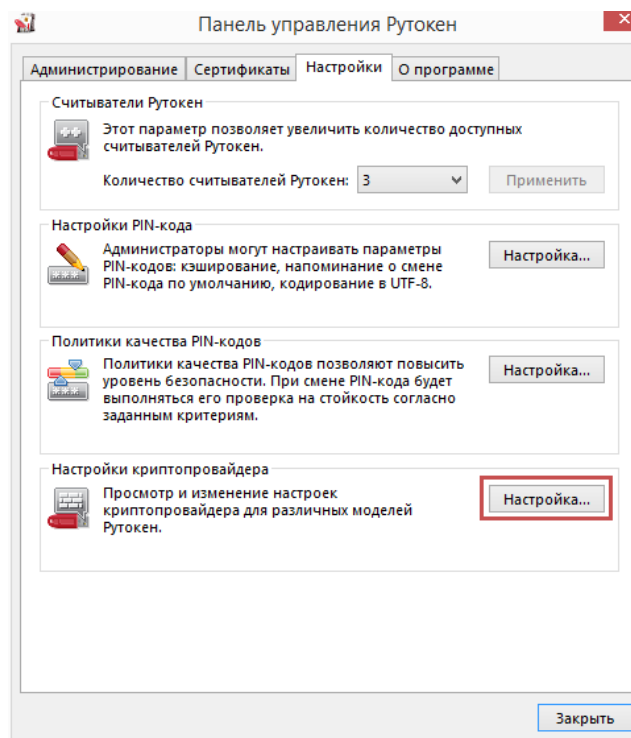 Панель управления Рутокен
Администрирование Сертификаты Настройки О программе
Считыватели Рутокен
Этот параметр позволяет увеличить количество доступных
считывателей Рутокен.
Количество считывателей Рутокен: 3 Применить
Настройки PIN-кода
Администраторы могут настраивать параметры
PIN-кодов: кэширование, напоминание о смене
PIN-кода по умолчанию, кодирование в UTF-8.
Настройка...
Политики качества PIN-кодов
Политики качества PIN-кодов позволяют повысить
уровень безопасности. При смене PIN-кода будет
выполняться его проверка на стойкость согласно
заданным критериям.
Настройка...
Настройки криптопровайдера
Просмотр и изменение настроек
криптопровайдера для различных моделей
Рутокен.
Настройка...
Закрыть